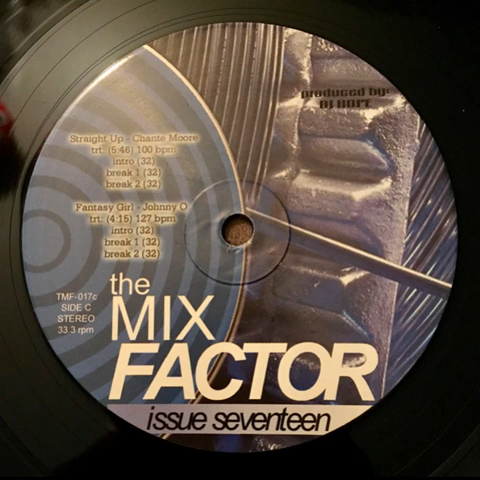 produced by:
Straight Up - Chante Moore
trt. (5:46) 100 bpm
intro (32)
break 1 (32)
break 2 (32)
Fantasy Girl - Johnny O
trt. (4:15) 127 bpm
intro (32)
break 1 (32)
break 2 (32)
TMF-017c
SIDE C
STEREO
33.3 rpm
the
MIX
FACTOR
issue seventeen